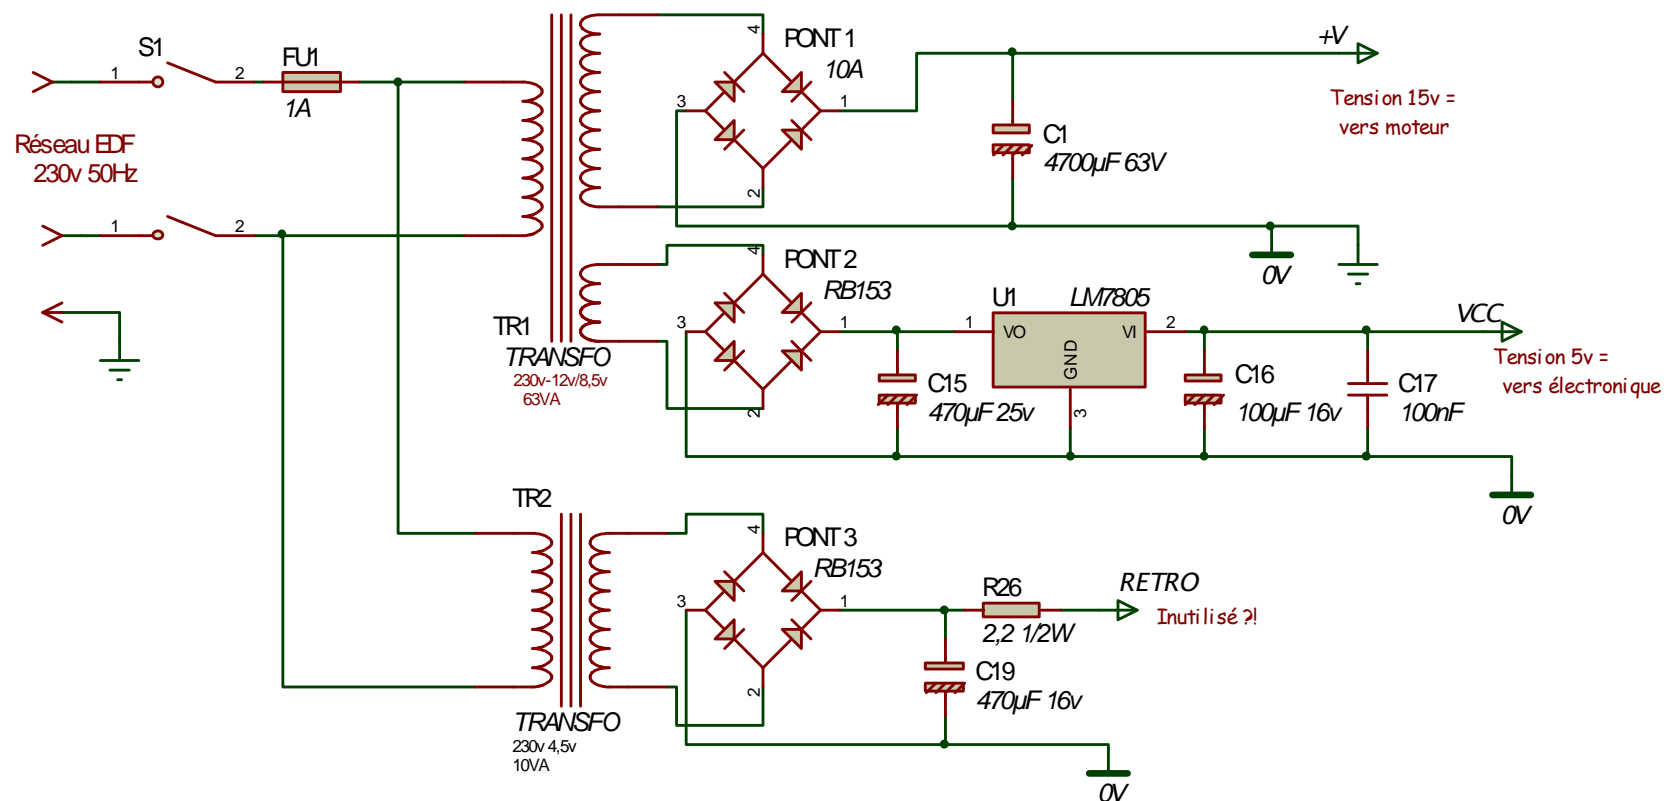 S1
1
2
FU1
1A
Réseau EDF
230v 50Hz
1
2
TR1
TRANSFO
230v-12v/8,5v
63VA
4
PONT 1
10A
3
1
2
C1
4700µF 63V
+V
Tension 15v =
vers moteur
0V
4
PONT 2
RB153
3
1
2
C15
470µF 25v
U1
LM7805
1
VO
VI
2
GND
3
C16
100µF 16v
C17
100nF
VCC
Tension 5v =
vers électronique
0V
TR2
TRANSFO
230v 4,5v
10VA
4
PONT 3
RB153
3
1
2
C19
470µF 16v
R26
2,2 1/2W
RETRO
Inutilisé ?!
0V